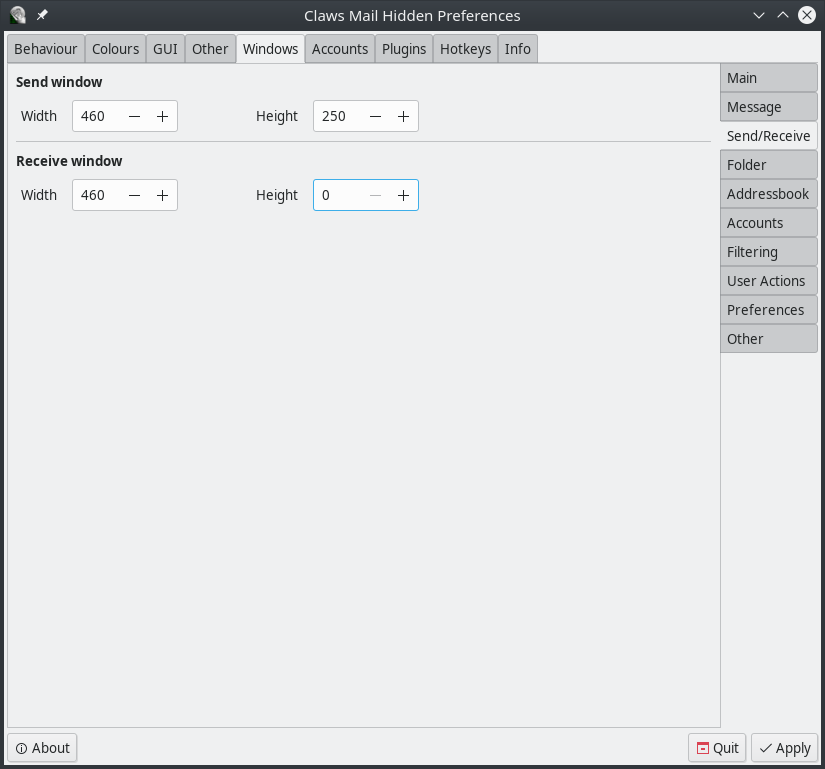 Claws Mail Hidden Preferences
Behaviour Colours GUI Other Windows Accounts Plugins Hotkeys Info
Send window
Width 460 Height 250
Receive window
Width 460 Height 0
Main
Message
Send/Receive
Folder
Addressbook
Accounts
Filtering
User Actions
Preferences
Other
About Quit Apply